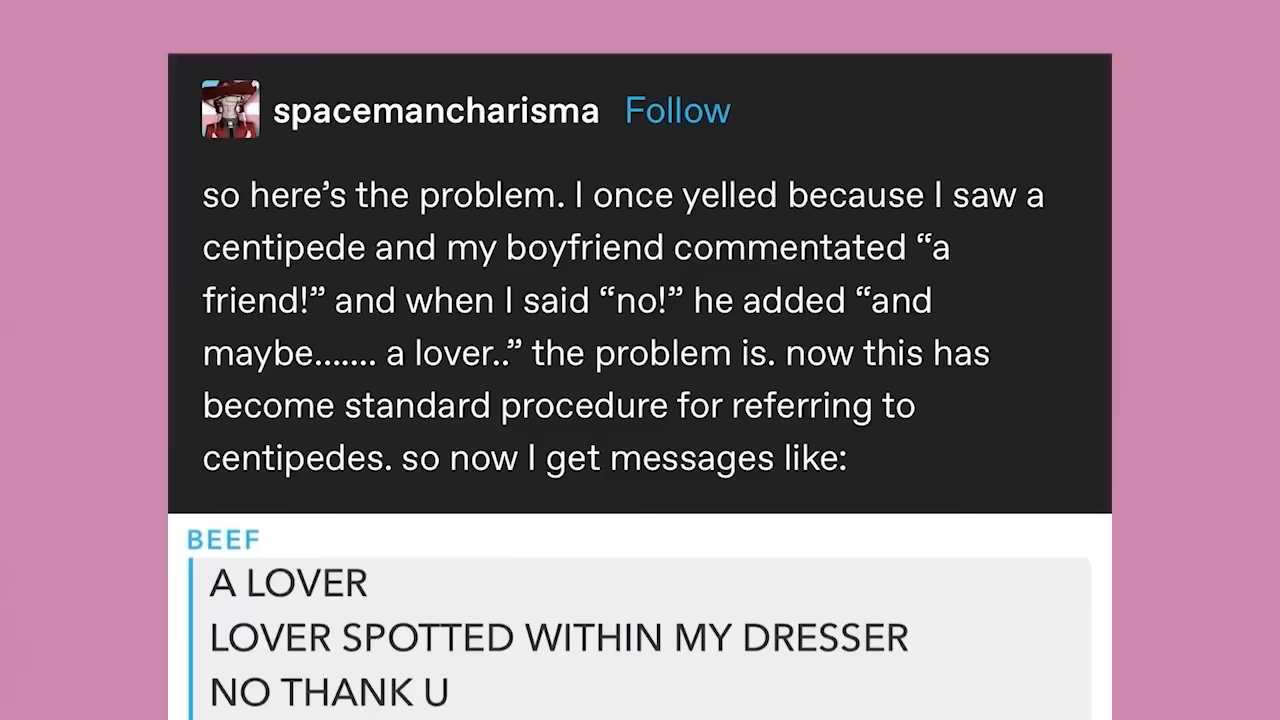 spacemancharisma Follow
so here’s the problem. I once yelled because I saw a
centipede and my boyfriend commentated “a
friend!” and when I said “no!” he added “and
maybe....... a lover..” the problem is. now this has
become standard procedure for referring to
centipedes. so now I get messages like:
BEEF
A LOVER
LOVER SPOTTED WITHIN MY DRESSER
NO THANK U